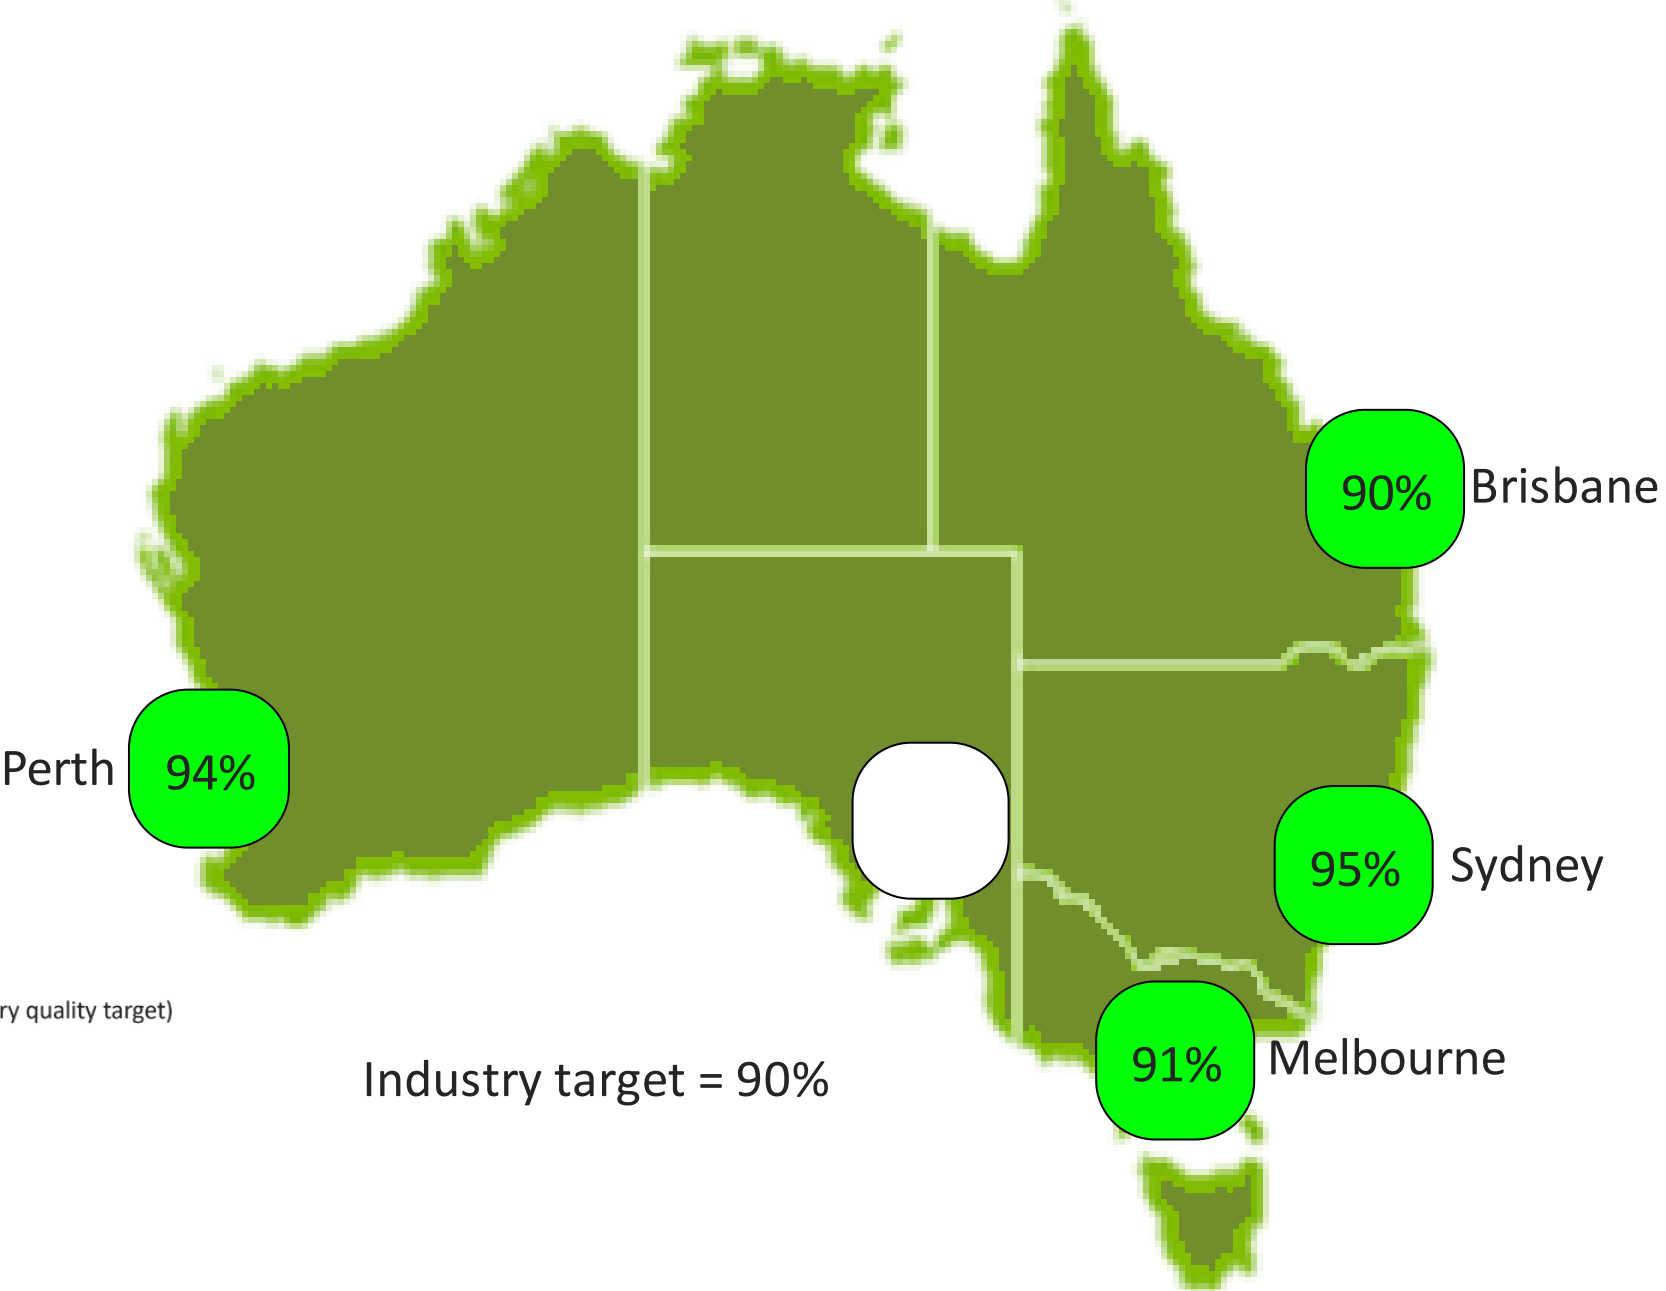 90% Brisbane
Perth 94%
95% Sydney
ry quality target)
91% Melbourne
Industry target = 90%